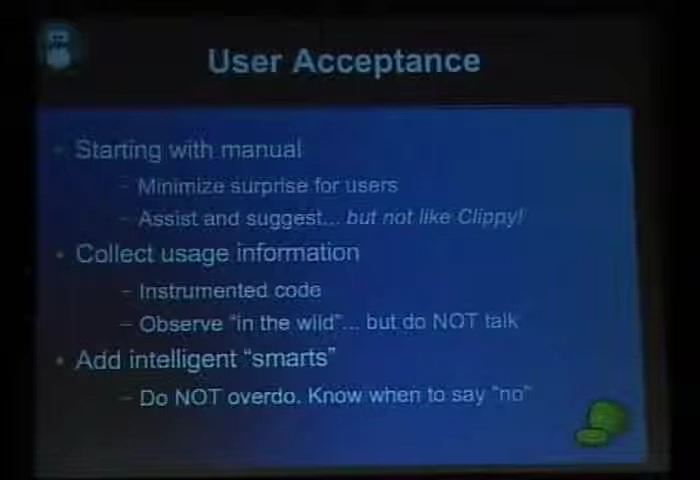 User Acceptance
Starting with manual
– Minimize surprise for users
– Assist and suggest... but not like Clippy!
• Collect usage information
– Instrumented code
– Observe "in the wild"... but do NOT talk
• Add intelligent "smarts"
– Do NOT overdo. Know when to say "no"